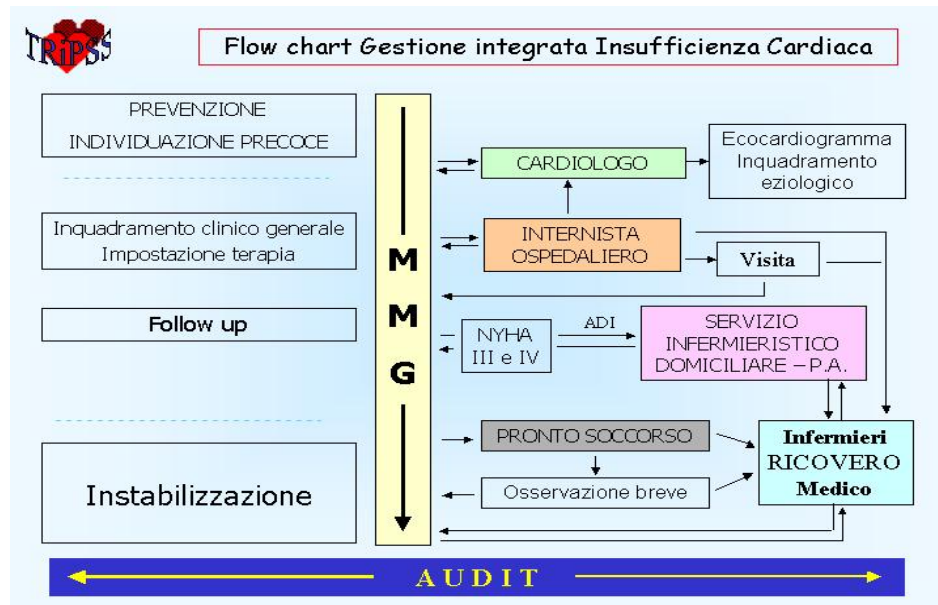 TRiPSS
Flow chart Gestione integrata Insufficienza Cardiaca
PREVENZIONE
INDIVIDUAZIONE PRECOCE
Inquadramento clinico generale
Impostazione terapia
Follow up
Instabilizzazione
M
M
G
CARDIOLOGO
Ecocardiogramma
Inquadramento
eziologico
INTERNISTA
OSPEDALIERO
Visita
NYHA
III e IV
ADI
SERVIZIO
INFERMIERISTICO
DOMICILIARE – P.A.
PRONTO SOCCORSO
Osservazione breve
Infermieri
RICOVERO
Medico
AUDIT